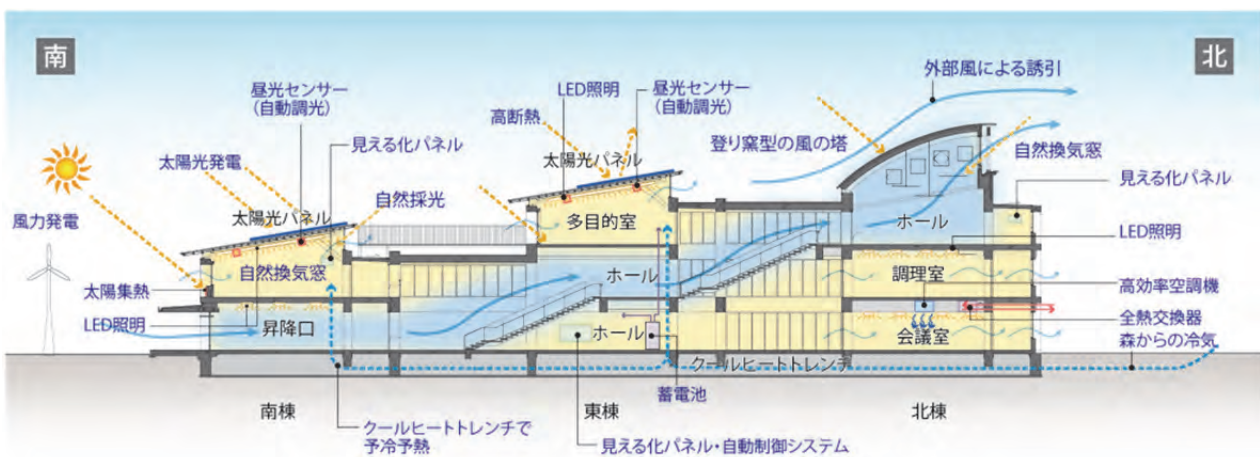 南
北
昼光センサー
(自動調光)
LED照明
昼光センサー
(自動調光)
外部風による誘引
高断熱
太陽光発電
見える化パネル
太陽光パネル
登り窯型の風の塔
自然換気窓
見える化パネル
風力発電
太陽光パネル
自然採光
多目的室
ホール
LED照明
自然換気窓
ホール
調理室
高効率空調機
太陽集熱
LED照明
昇降口
ホール
会議室
全熱交換器
森からの冷気
クールヒートトレンチ
蓄電池
南棟
東棟
北棟
クールヒートトレンチで
予冷予熱
見える化パネル・自動制御システム